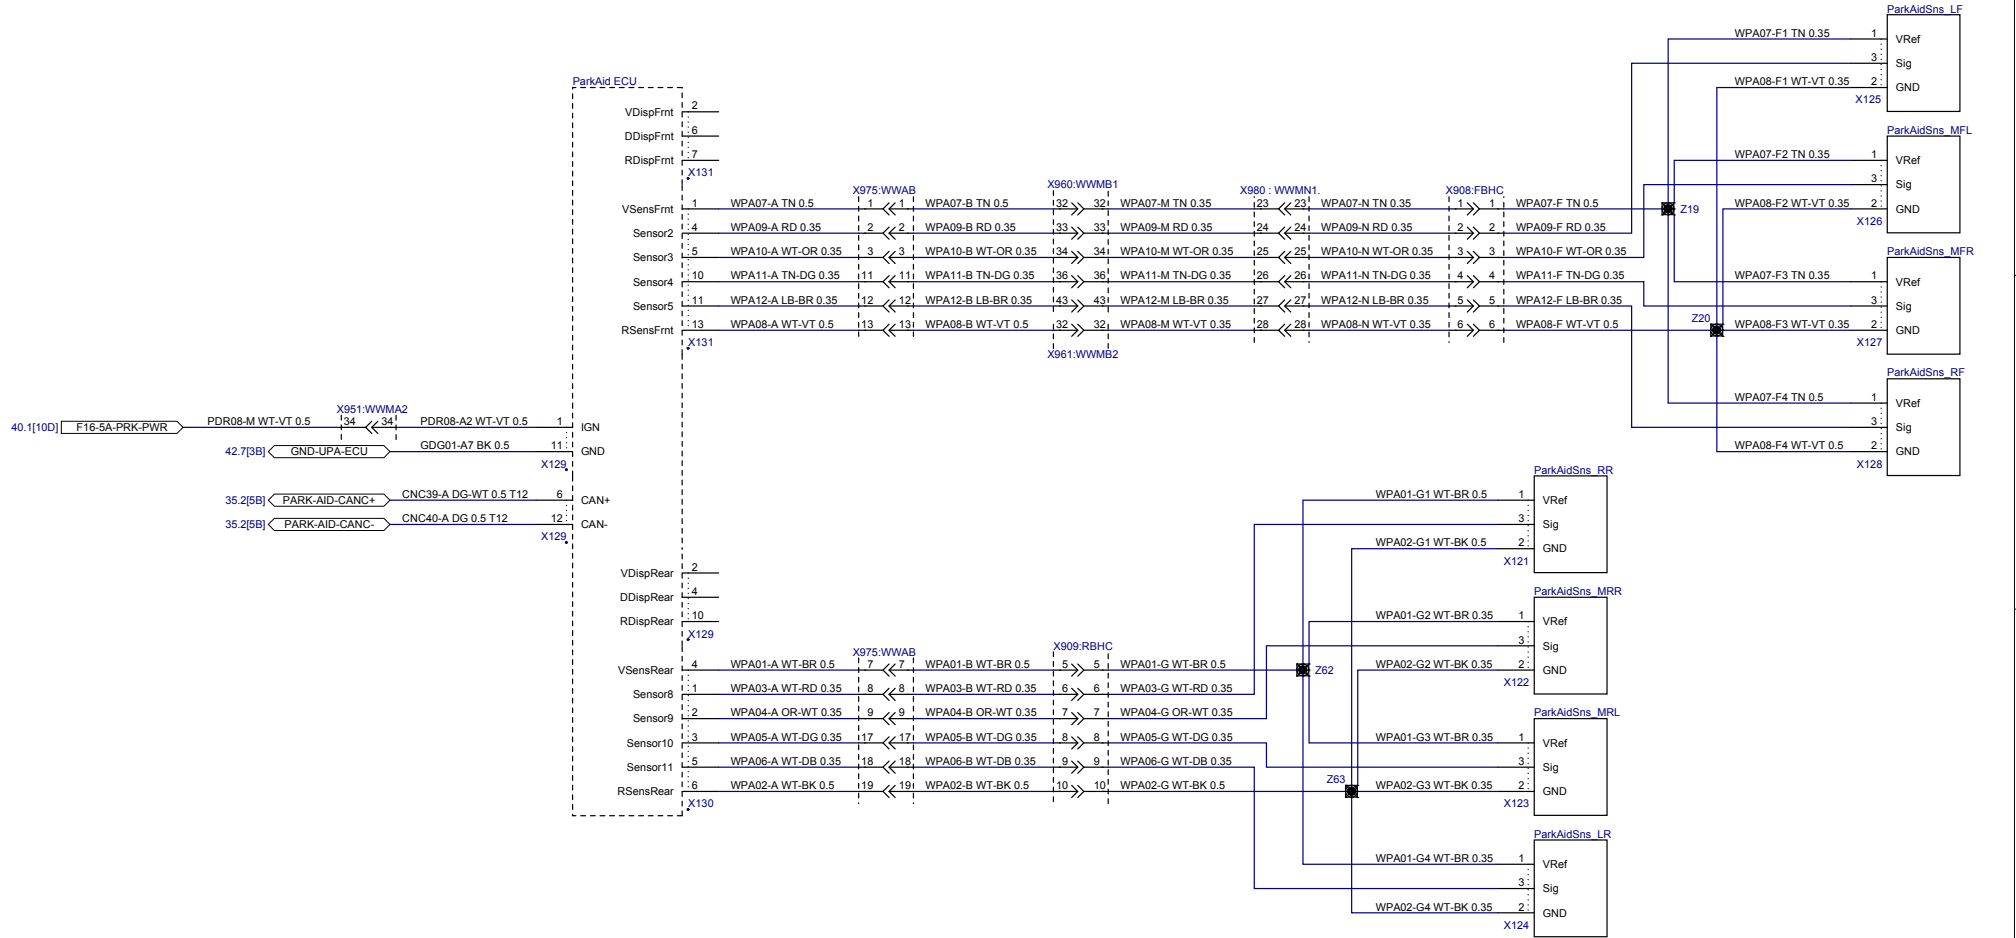 ParkAidSns_LF
WPA07-F1 TN 0.35 1 VRef
3 Sig
WPA08-F1 WT-VT 0.35 2 GND
X125
ParkAidSns_MFL
WPA07-F2 TN 0.35 1 VRef
3 Sig
WPA08-F2 WT-VT 0.35 2 GND
X126
ParkAidSns_MFR
WPA07-F3 TN 0.35 1 VRef
3 Sig
WPA08-F3 WT-VT 0.35 2 GND
X127
ParkAidSns_RF
WPA07-F4 TN 0.5 1 VRef
3 Sig
WPA08-F4 WT-VT 0.5 2 GND
X128
Z19
Z20
ParkAid ECU
VDispFrnt 2
DDispFrnt 6
RDispFrnt 7
X131
X975:WWAB X960:WWMB1 X980 : WWMN1. X908:FBHC
VSensFrnt 1 WPA07-A TN 0.5 1 1 WPA07-B TN 0.5 32 32 WPA07-M TN 0.35 23 23 WPA07-N TN 0.35 1 1 WPA07-F TN 0.5
Sensor2 4 WPA09-A RD 0.35 2 2 WPA09-B RD 0.35 33 33 WPA09-M RD 0.35 24 24 WPA09-N RD 0.35 2 2 WPA09-F RD 0.35
Sensor3 5 WPA10-A WT-OR 0.35 3 3 WPA10-B WT-OR 0.35 34 34 WPA10-M WT-OR 0.35 25 25 WPA10-N WT-OR 0.35 3 3 WPA10-F WT-OR 0.35
Sensor4 10 WPA11-A TN-DG 0.35 11 11 WPA11-B TN-DG 0.35 36 36 WPA11-M TN-DG 0.35 26 26 WPA11-N TN-DG 0.35 4 4 WPA11-F TN-DG 0.35
Sensor5 11 WPA12-A LB-BR 0.35 12 12 WPA12-B LB-BR 0.35 43 43 WPA12-M LB-BR 0.35 27 27 WPA12-N LB-BR 0.35 5 5 WPA12-F LB-BR 0.35
RSensFrnt 13 WPA08-A WT-VT 0.5 13 13 WPA08-B WT-VT 0.5 32 32 WPA08-M WT-VT 0.35 28 28 WPA08-N WT-VT 0.35 6 6 WPA08-F WT-VT 0.5
X131
X961:WWMB2
X951:WWMA2
40.1[10D] F16-5A-PRK-PWR PDR08-M WT-VT 0.5 34 34 PDR08-A2 WT-VT 0.5 1 IGN
42.7[3B] GND-UPA-ECU GDG01-A7 BK 0.5 11 GND
X129
35.2[5B] PARK-AID-CANC+ CNC39-A DG-WT 0.5 T12 6 CAN+
35.2[5B] PARK-AID-CANC- CNC40-A DG 0.5 T12 12 CAN-
X129
VDispRear 2
DDispRear 4
RDispRear 10
X129
X975:WWAB X909:RBHC
VSensRear 4 WPA01-A WT-BR 0.5 7 7 WPA01-B WT-BR 0.5 5 5 WPA01-G WT-BR 0.5
Sensor8 1 WPA03-A WT-RD 0.35 8 8 WPA03-B WT-RD 0.35 6 6 WPA03-G WT-RD 0.35
Sensor9 2 WPA04-A OR-WT 0.35 9 9 WPA04-B OR-WT 0.35 7 7 WPA04-G OR-WT 0.35
Sensor10 3 WPA05-A WT-DG 0.35 17 17 WPA05-B WT-DG 0.35 8 8 WPA05-G WT-DG 0.35
Sensor11 5 WPA06-A WT-DB 0.35 18 18 WPA06-B WT-DB 0.35 9 9 WPA06-G WT-DB 0.35
RSensRear 6 WPA02-A WT-BK 0.5 19 19 WPA02-B WT-BK 0.5 10 10 WPA02-G WT-BK 0.5
X130
Z62
Z63
ParkAidSns_RR
WPA01-G1 WT-BR 0.5 1 VRef
3 Sig
WPA02-G1 WT-BK 0.5 2 GND
X121
ParkAidSns_MRR
WPA01-G2 WT-BR 0.35 1 VRef
3 Sig
WPA02-G2 WT-BK 0.35 2 GND
X122
ParkAidSns_MRL
WPA01-G3 WT-BR 0.35 1 VRef
3 Sig
WPA02-G3 WT-BK 0.35 2 GND
X123
ParkAidSns_LR
WPA01-G4 WT-BR 0.35 1 VRef
3 Sig
WPA02-G4 WT-BK 0.35 2 GND
X124